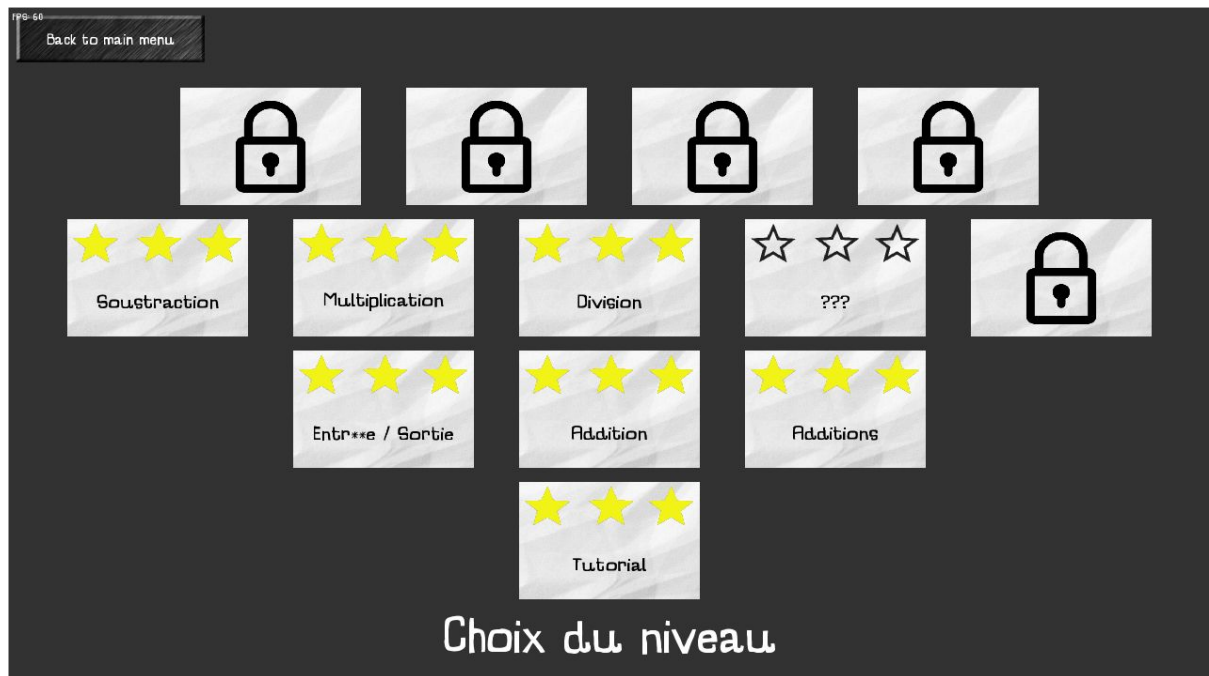 FPS 60
Back to main menu
Soustraction
Multiplication
Division
???
Entr**e / Sortie
Addition
Additions
Tutorial
Choix du niveau